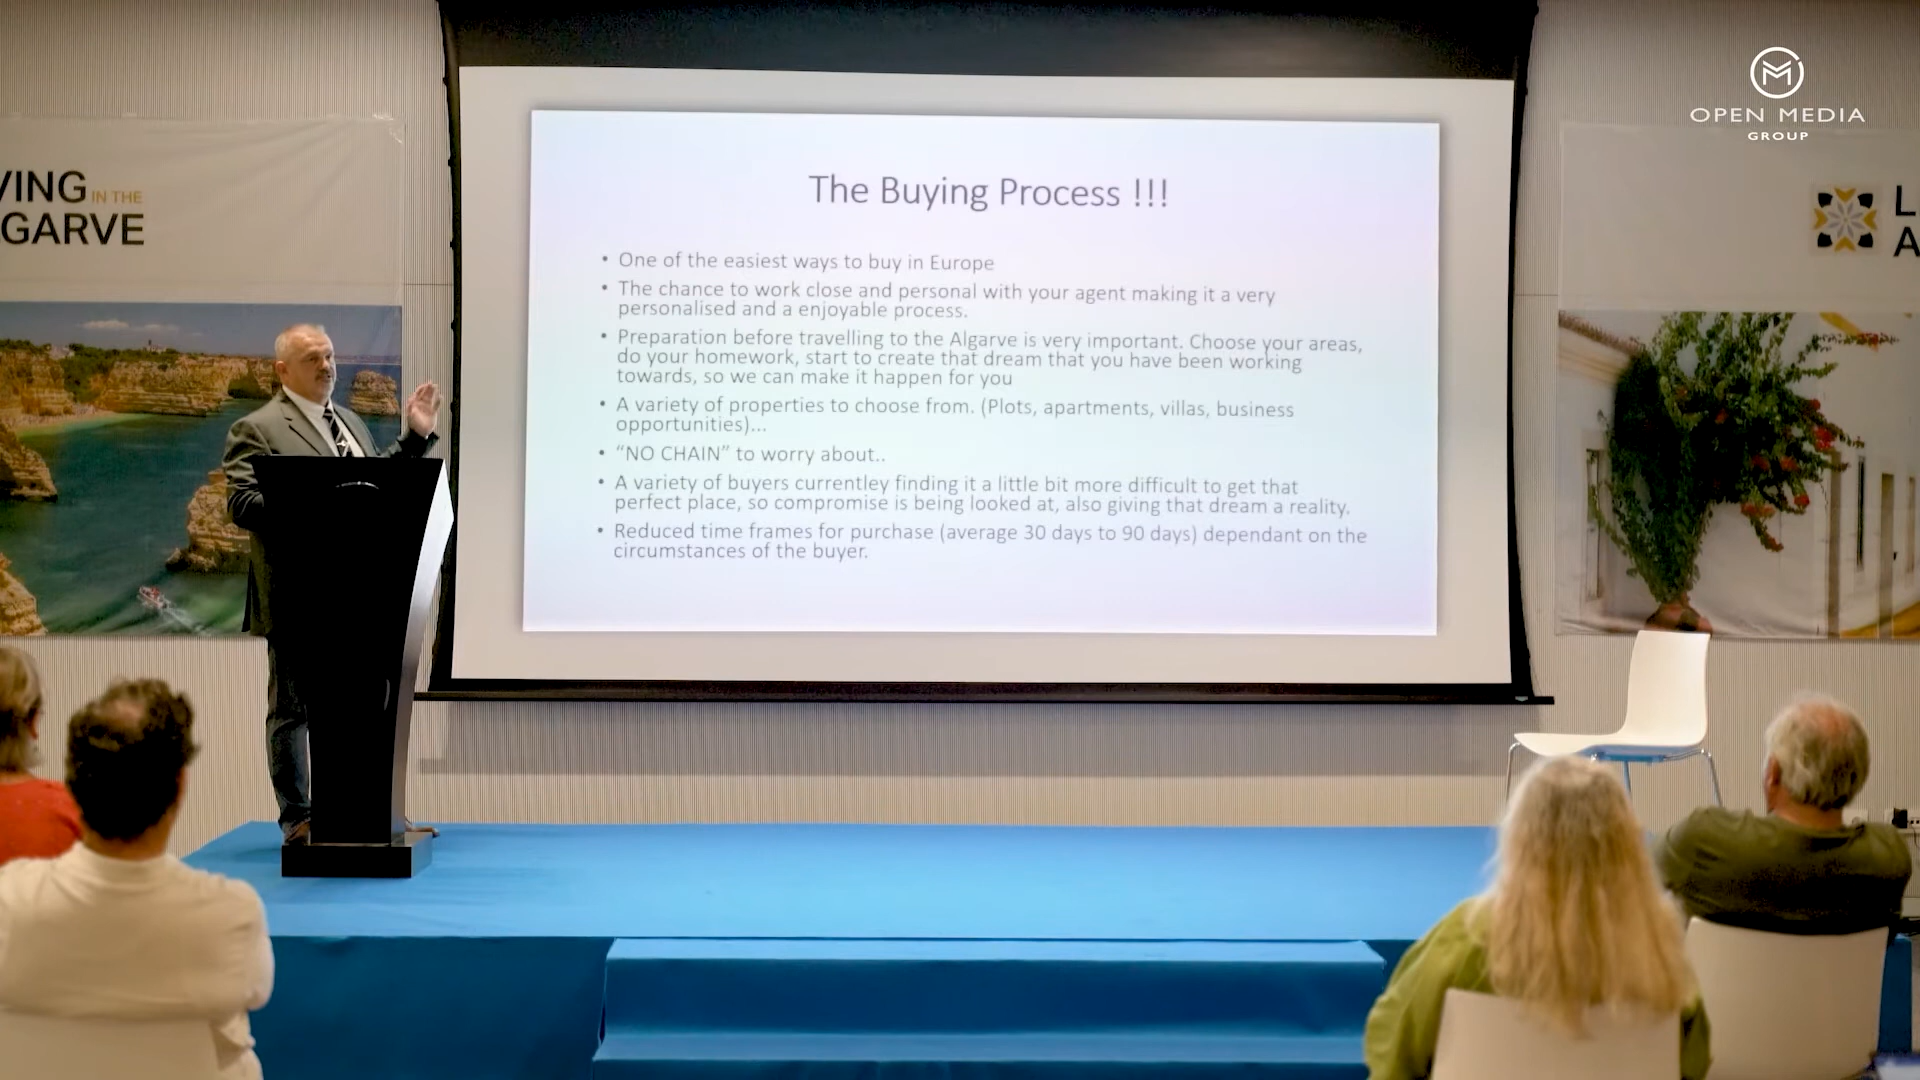 OPEN MEDIA
GROUP
VING IN THE
GARVE
L
A
The Buying Process !!!
• One of the easiest ways to buy in Europe
• The chance to work close and personal with your agent making it a very
personalised and a enjoyable process.
• Preparation before travelling to the Algarve is very important. Choose your areas,
do your homework, start to create that dream that you have been working
towards, so we can make it happen for you
• A variety of properties to choose from. (Plots, apartments, villas, business
opportunities)...
• “NO CHAIN” to worry about..
• A variety of buyers currentley finding it a little bit more difficult to get that
perfect place, so compromise is being looked at, also giving that dream a reality.
• Reduced time frames for purchase (average 30 days to 90 days) dependant on the
circumstances of the buyer.